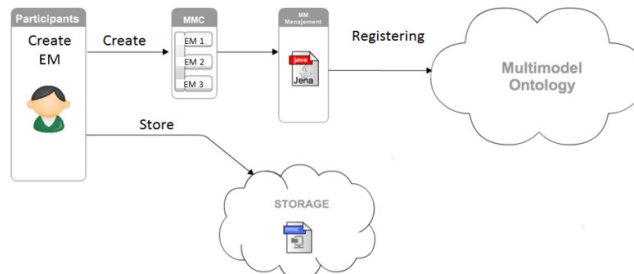 Participants
Create
EM
Create
MMC
EM 1
EM 2
EM 3
MM
Management
java
Jena
Registering
Multimodel
Ontology
Store
STORAGE
mmc